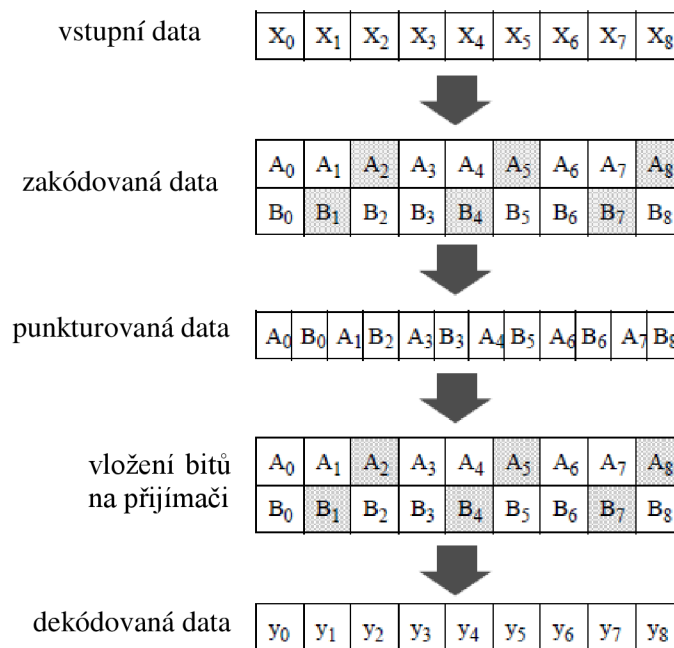 vstupní data
X₀ X₁ X₂ X₃ X₄ X₅ X₆ X₇ X₈
zakódovaná data
A₀ A₁ A₂ A₃ A₄ A₅ A₆ A₇ A₈
B₀ B₁ B₂ B₃ B₄ B₅ B₆ B₇ B₈
punkturovaná data
A₀ B₀ A₁ B₂ A₃ B₃ A₄ B₅ A₆ B₆ A₇ B₈
vložení bitů
na přijímači
A₀ A₁ A₂ A₃ A₄ A₅ A₆ A₇ A₈
B₀ B₁ B₂ B₃ B₄ B₅ B₆ B₇ B₈
dekódovaná data
y₀ y₁ y₂ y₃ y₄ y₅ y₆ y₇ y₈